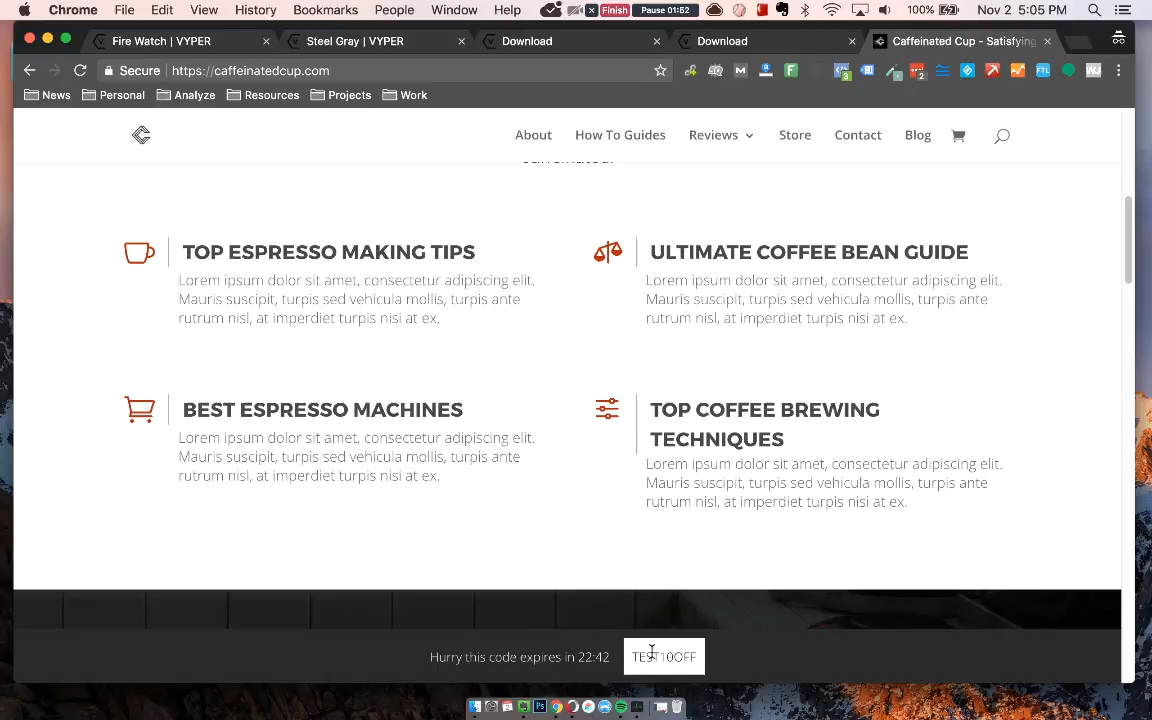 Chrome File Edit View History Bookmarks People Window Help Finish Pause 01:52 100% Nov 2 5:05 PM
Fire Watch | VYPER Steel Gray | VYPER Download Download Caffeinated Cup - Satisfying
Secure https://caffeinatedcup.com
News Personal Analyze Resources Projects Work
About How To Guides Reviews Store Contact Blog
TOP ESPRESSO MAKING TIPS
Lorem ipsum dolor sit amet, consectetur adipiscing elit.
Mauris suscipit, turpis sed vehicula mollis, turpis ante
rutrum nisl, at imperdiet turpis nisi at ex.
ULTIMATE COFFEE BEAN GUIDE
Lorem ipsum dolor sit amet, consectetur adipiscing elit.
Mauris suscipit, turpis sed vehicula mollis, turpis ante
rutrum nisl, at imperdiet turpis nisi at ex.
BEST ESPRESSO MACHINES
Lorem ipsum dolor sit amet, consectetur adipiscing elit.
Mauris suscipit, turpis sed vehicula mollis, turpis ante
rutrum nisl, at imperdiet turpis nisi at ex.
TOP COFFEE BREWING
TECHNIQUES
Lorem ipsum dolor sit amet, consectetur adipiscing elit.
Mauris suscipit, turpis sed vehicula mollis, turpis ante
rutrum nisl, at imperdiet turpis nisi at ex.
Hurry this code expires in 22:42 TEST10OFF